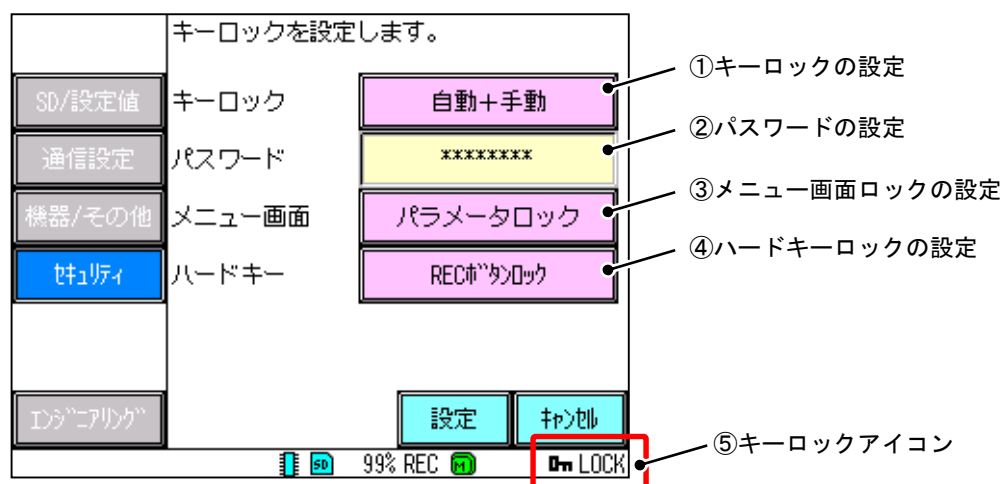 キーロックを設定します。
①キーロックの設定
SD/設定値 キーロック 自動+手動
②パスワードの設定
通信設定 パスワード ********
③メニュー画面ロックの設定
機器/その他 メニュー画面 パラメータロック
④ハードキーロックの設定
ｾｷｭﾘﾃｨ ハードキー RECﾎﾞﾀﾝﾛｯｸ
ｴﾝｼﾞﾆｱﾘﾝｸﾞ 設定 ｷｬﾝｾﾙ
⑤キーロックアイコン
SD 99% REC M LOCK